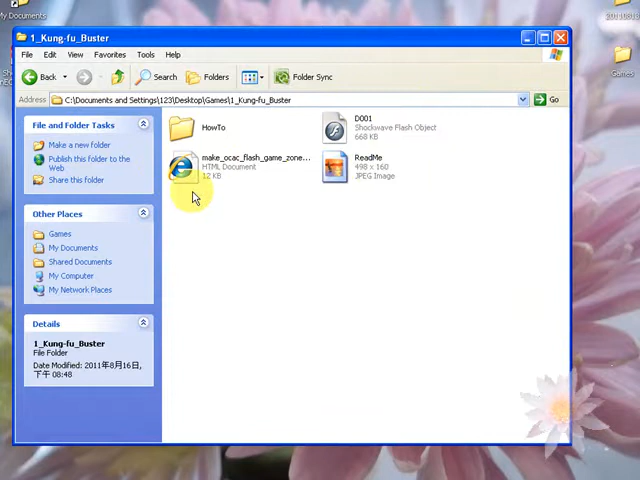 My Documents
2011081
1_Kung-fu_Buster
File Edit View Favorites Tools Help
Back Search Folders Folder Sync
Address C:\Documents and Settings\123\Desktop\Games\1_Kung-fu_Buster Go
File and Folder Tasks
Make a new folder
Publish this folder to the
Web
Share this folder
Other Places
Games
My Documents
Shared Documents
My Computer
My Network Places
Details
1_Kung-fu_Buster
File Folder
Date Modified: 2011年8月16日,
下午 08:48
HowTo
D001
Shockwave Flash Object
668 KB
make_ocac_flash_game_zone...
HTML Document
12 KB
ReadMe
498 x 160
JPEG Image
Games